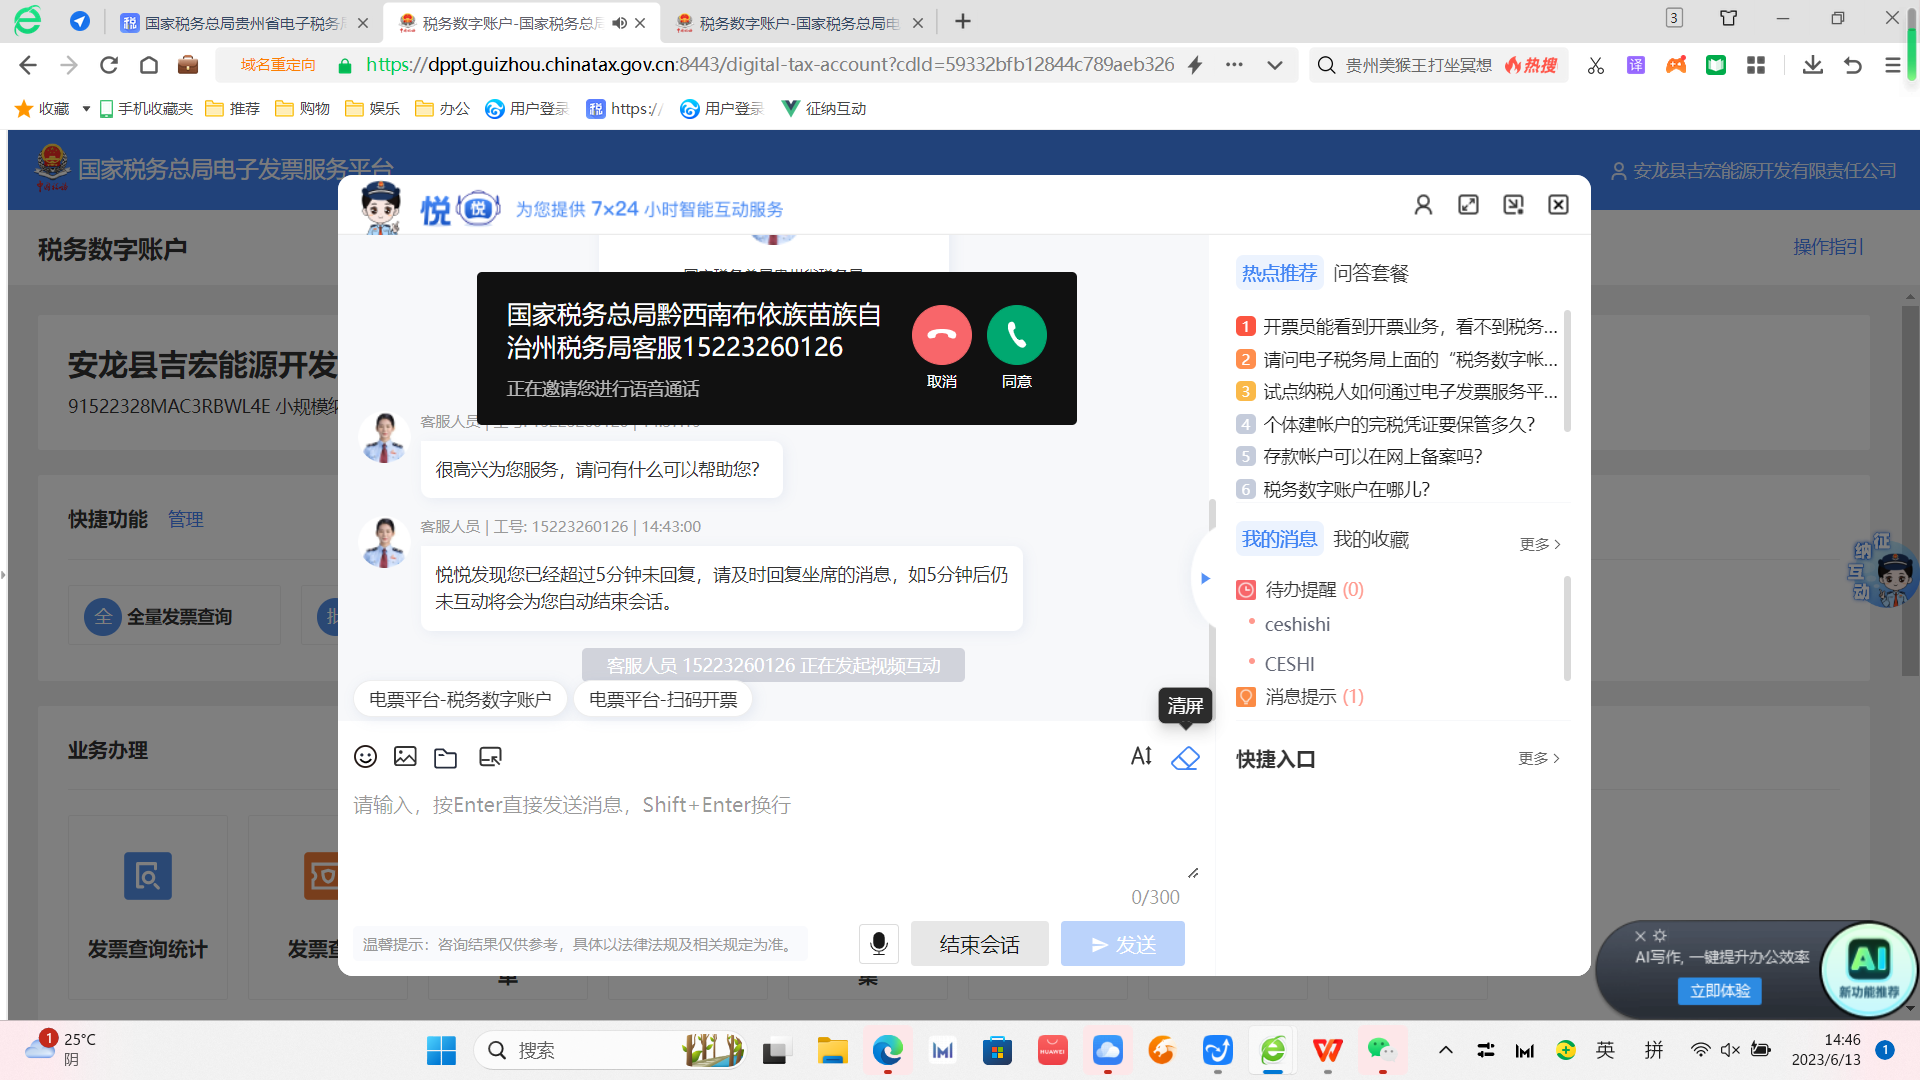 国家税务总局贵州省电子税务局
税务数字账户-国家税务总局
税务数字账户-国家税务总局电
3
域名重定向
https://dppt.guizhou.chinatax.gov.cn:8443/digital-tax-account?cdId=59332bfb12844c789aeb326
贵州美猴王打坐冥想
热搜
译
收藏
手机收藏夹
推荐
购物
娱乐
办公
用户登录
税
https://
用户登录
征纳互动
国家税务总局电子发票服务平台
安龙县吉宏能源开发有限责任公司
税务数字账户
操作指引
安龙县吉宏能源开发
91522328MAC3RBWL4E 小规模纳
快捷功能
管理
全
全量发票查询
批
业务办理
发票查询统计
发票查
单
集
悦
悦
为您提供 7×24 小时智能互动服务
国家税务总局贵州省税务局
国家税务总局黔西南布依族苗族自
治州税务局客服15223260126
正在邀请您进行语音通话
取消
同意
客服人员 | 工号: 15223260126 |
很高兴为您服务，请问有什么可以帮助您?
客服人员 | 工号: 15223260126 | 14:43:00
悦悦发现您已经超过5分钟未回复，请及时回复坐席的消息，如5分钟后仍
未互动将会为您自动结束会话。
客服人员 15223260126 正在发起视频互动
电票平台-税务数字账户
电票平台-扫码开票
清屏
请输入，按Enter直接发送消息，Shift+Enter换行
0/300
温馨提示：咨询结果仅供参考，具体以法律法规及相关规定为准。
结束会话
发送
热点推荐
问答套餐
1 开票员能看到开票业务，看不到税务...
2 请问电子税务局上面的“税务数字帐...
3 试点纳税人如何通过电子发票服务平...
4 个体建帐户的完税凭证要保管多久?
5 存款帐户可以在网上备案吗?
6 税务数字账户在哪儿?
我的消息
我的收藏
更多
待办提醒 (0)
ceshishi
CESHI
消息提示 (1)
快捷入口
更多
征纳互动
AI写作, 一键提升办公效率
立即体验
AI
新功能推荐
1
25°C
阴
搜索
HUAWEI
英
拼
14:46
2023/6/13
1